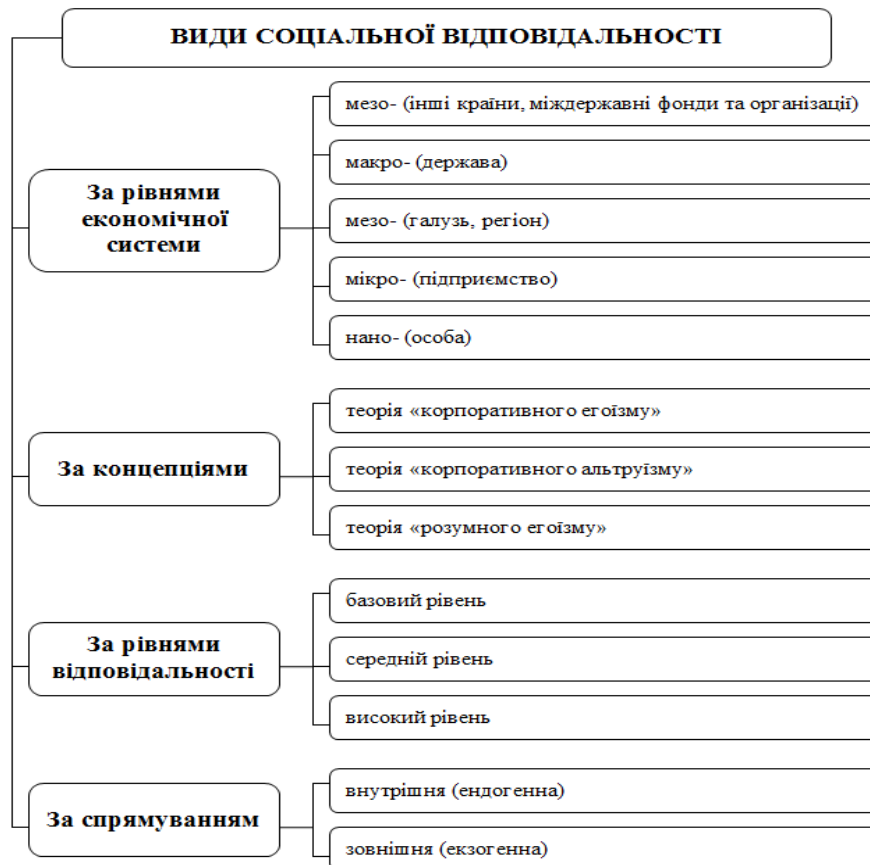 ВИДИ СОЦІАЛЬНОЇ ВІДПОВІДАЛЬНОСТІ
За рівнями
економічної
системи
мезо- (інші країни, міждержавні фонди та організації)
макро- (держава)
мезо- (галузь, регіон)
мікро- (підприємство)
нано- (особа)
За концепціями
теорія «корпоративного егоїзму»
теорія «корпоративного альтруїзму»
теорія «розумного егоїзму»
За рівнями
відповідальності
базовий рівень
середній рівень
високий рівень
За спрямуванням
внутрішня (ендогенна)
зовнішня (екзогенна)